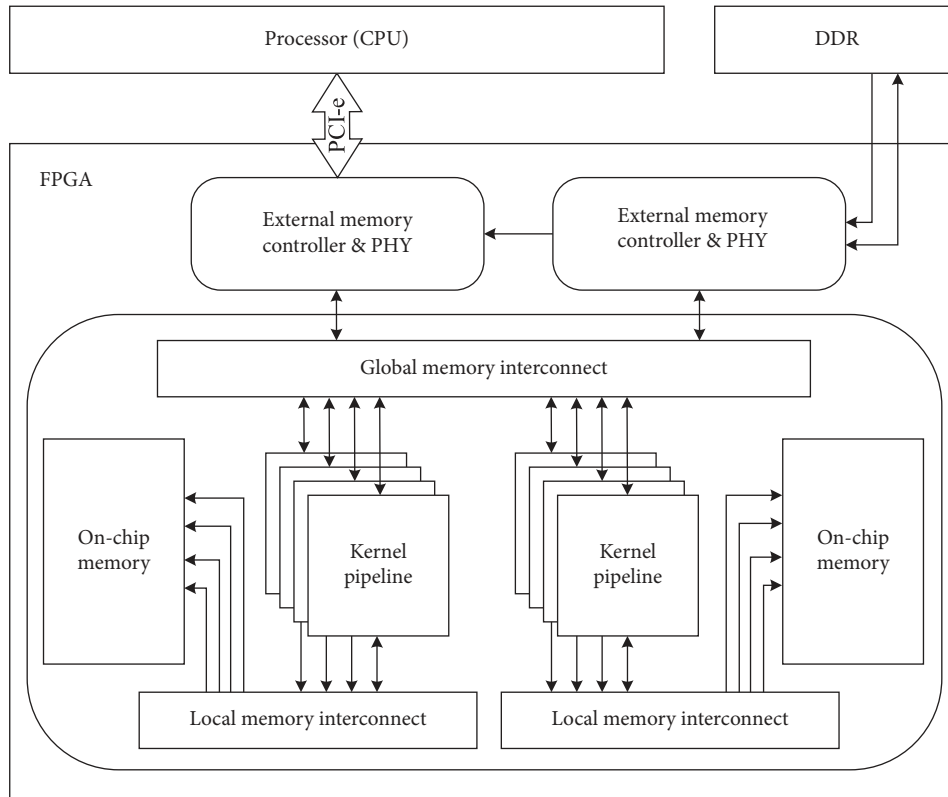 Processor (CPU)
DDR
PCI-e
FPGA
External memory
controller & PHY
External memory
controller & PHY
Global memory interconnect
On-chip
memory
Kernel
pipeline
Kernel
pipeline
On-chip
memory
Local memory interconnect
Local memory interconnect